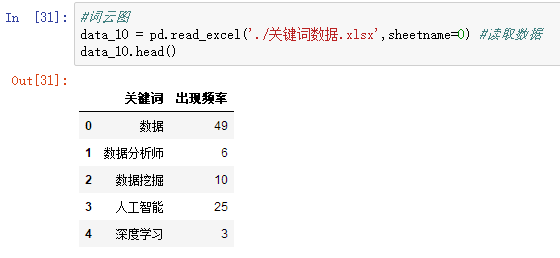 In [31]: #词云图
data_10 = pd.read_excel('./关键词数据.xlsx',sheetname=0) #读取数据
data_10.head()
Out[31]:
关键词 出现频率
0 数据 49
1 数据分析师 6
2 数据挖掘 10
3 人工智能 25
4 深度学习 3